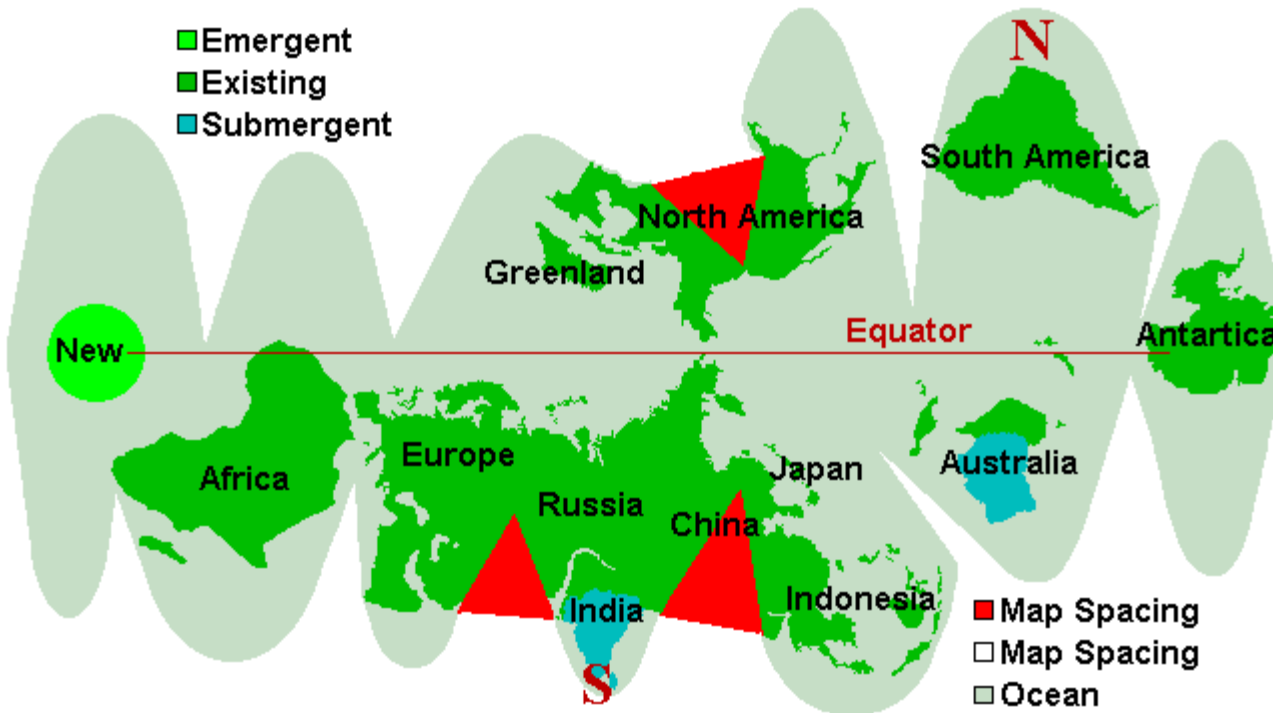 Emergent
Existing
Submergent
N
South America
North America
Greenland
Equator
Antartica
New
Europe
Africa
Japan
Australia
Russia
China
India
Indonesia
S
Map Spacing
Map Spacing
Ocean